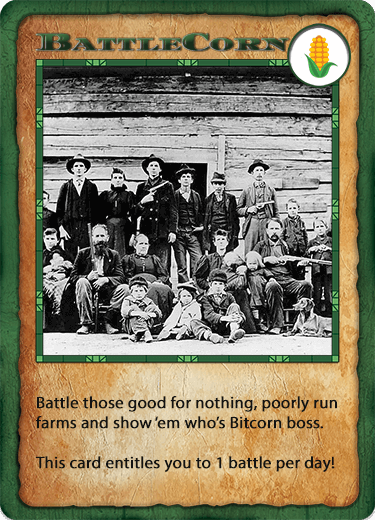 BATTLECORN
Battle those good for nothing, poorly run
farms and show 'em who's Bitcorn boss.
This card entitles you to 1 battle per day!